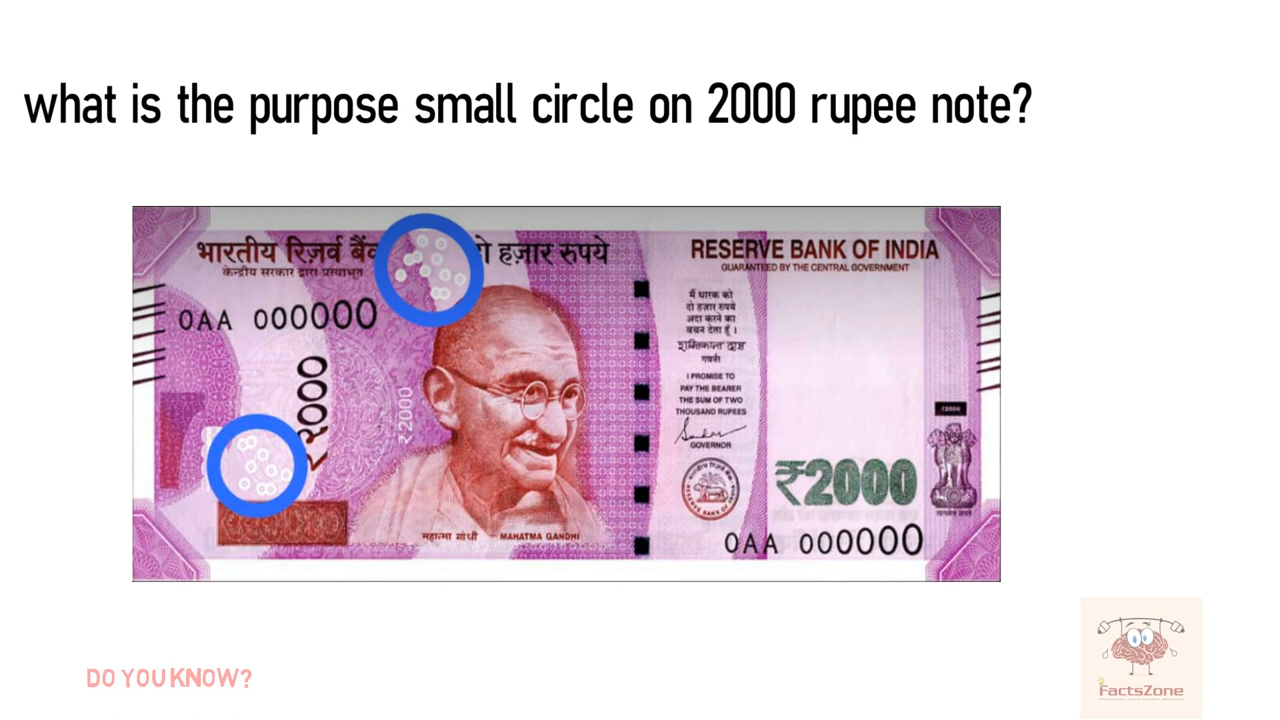 what is the purpose small circle on 2000 rupee note?
भारतीय रिज़र्व बैंक
हज़ार रुपये
केन्द्रीय सरकार द्वारा प्रत्याभूत
RESERVE BANK OF INDIA
GUARANTEED BY THE CENTRAL GOVERNMENT
0AA 000000
₹2000
मैं धारक को
दो हज़ार रुपये
अदा करने का
वचन देता हूँ ।
गवर्नर
I PROMISE TO
PAY THE BEARER
THE SUM OF TWO
THOUSAND RUPEES
GOVERNOR
₹2000
₹2000
0AA 000000
महात्मा गांधी MAHATMA GANDHI
DO YOU KNOW?
FactsZone